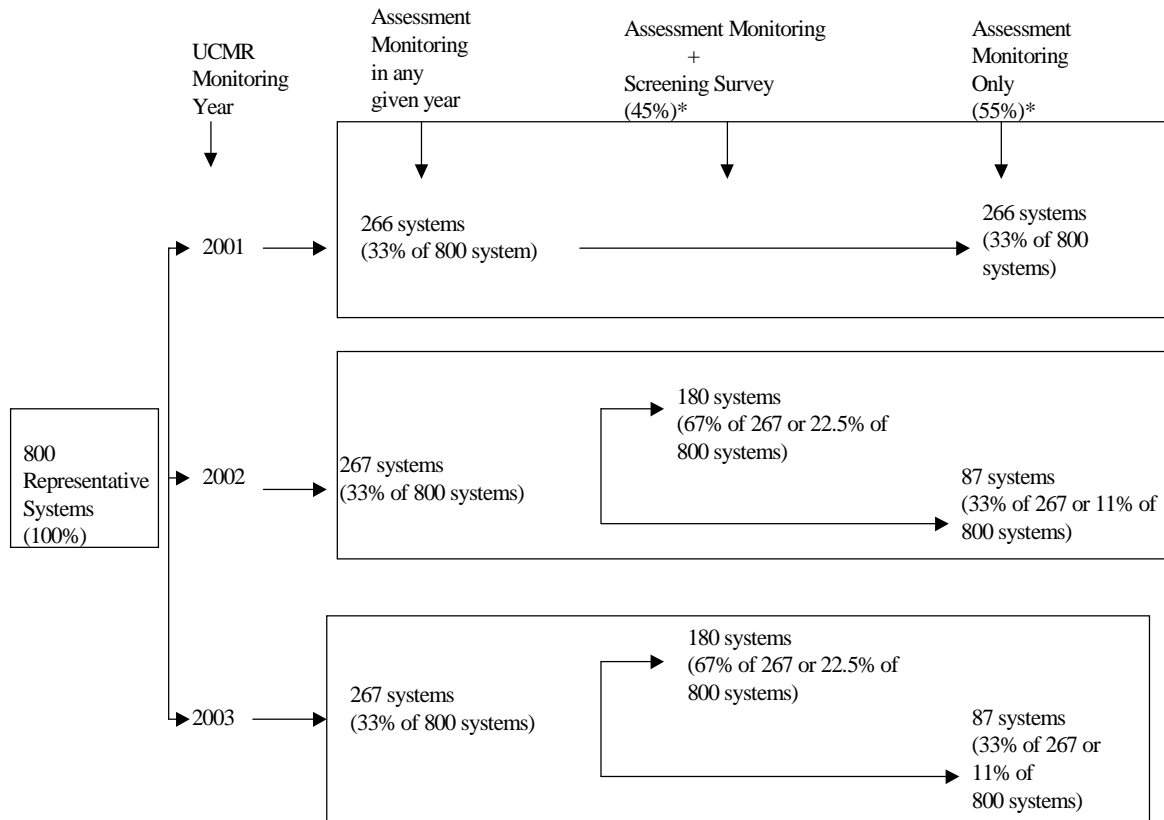 UCMR
Monitoring
Year
Assessment
Monitoring
in any
given year
Assessment Monitoring
+
Screening Survey
(45%)*
Assessment
Monitoring
Only
(55%)*
2001
266 systems
(33% of 800 system)
266 systems
(33% of 800
systems)
800
Representative
Systems
(100%)
2002
267 systems
(33% of 800 systems)
180 systems
(67% of 267 or 22.5% of
800 systems)
87 systems
(33% of 267 or 11% of
800 systems)
2003
267 systems
(33% of 800 systems)
180 systems
(67% of 267 or 22.5% of
800 systems)
87 systems
(33% of 267 or
11% of
800 systems)